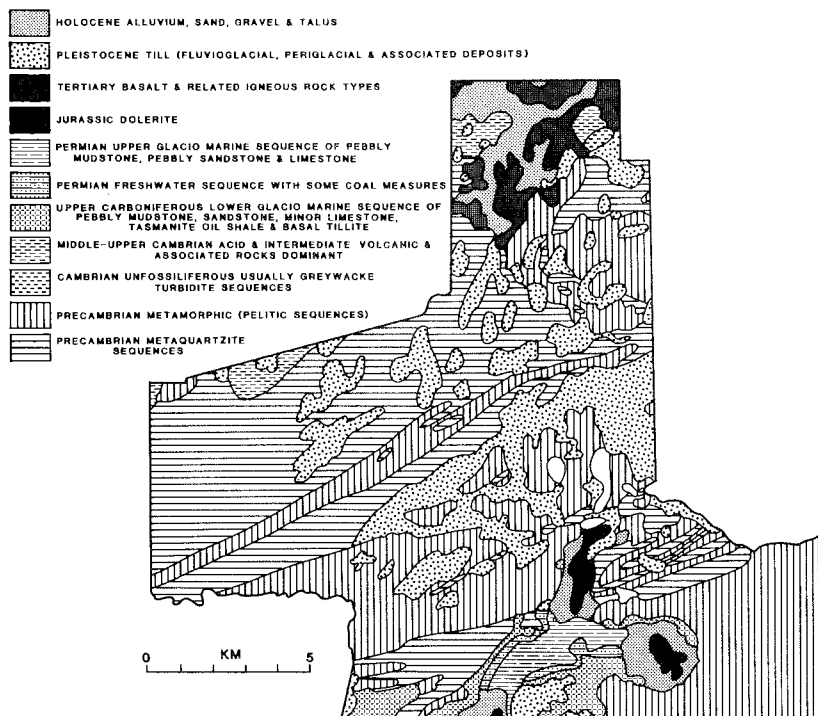 HOLOCENE ALLUVIUM, SAND, GRAVEL & TALUS
PLEISTOCENE TILL (FLUVIOGLACIAL, PERIGLACIAL & ASSOCIATED DEPOSITS)
TERTIARY BASALT & RELATED IGNEOUS ROCK TYPES
JURASSIC DOLERITE
PERMIAN UPPER GLACIO MARINE SEQUENCE OF PEBBLY
MUDSTONE, PEBBLY SANDSTONE & LIMESTONE
PERMIAN FRESHWATER SEQUENCE WITH SOME COAL MEASURES
UPPER CARBONIFEROUS LOWER GLACIO MARINE SEQUENCE OF
PEBBLY MUDSTONE, SANDSTONE, MINOR LIMESTONE,
TASMANITE OIL SHALE & BASAL TILLITE
MIDDLE-UPPER CAMBRIAN ACID & INTERMEDIATE VOLCANIC &
ASSOCIATED ROCKS DOMINANT
CAMBRIAN UNFOSSILIFEROUS USUALLY GREYWACKE
TURBIDITE SEQUENCES
PRECAMBRIAN METAMORPHIC (PELITIC SEQUENCES)
PRECAMBRIAN METAQUARTZITE
SEQUENCES
KM
0 5